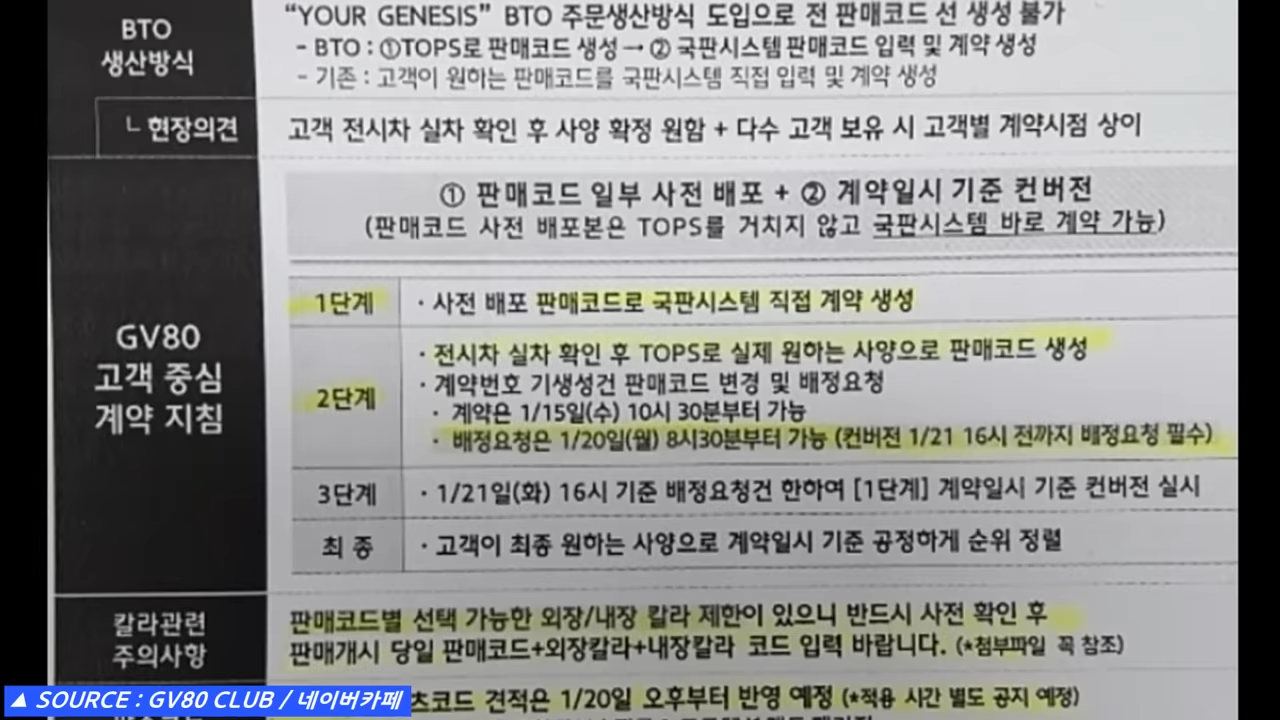 BTO
생산방식
“YOUR GENESIS” BTO 주문생산방식 도입으로 전 판매코드 선 생성 불가
- BTO : ①TOPS로 판매코드 생성 → ② 국판시스템 판매코드 입력 및 계약 생성
- 기존 : 고객이 원하는 판매코드를 국판시스템 직접 입력 및 계약 생성
└ 현장의견
고객 전시차 실차 확인 후 사양 확정 원함 + 다수 고객 보유 시 고객별 계약시점 상이
GV80
고객 중심
계약 지침
① 판매코드 일부 사전 배포 + ② 계약일시 기준 컨버전
(판매코드 사전 배포본은 TOPS를 거치지 않고 국판시스템 바로 계약 가능)
1단계
· 사전 배포 판매코드로 국판시스템 직접 계약 생성
2단계
· 전시차 실차 확인 후 TOPS로 실제 원하는 사양으로 판매코드 생성
· 계약번호 기생성건 판매코드 변경 및 배정요청
· 계약은 1/15일(수) 10시 30분부터 가능
· 배정요청은 1/20일(월) 8시30분부터 가능 (컨버전 1/21 16시 전까지 배정요청 필수)
3단계
· 1/21일(화) 16시 기준 배정요청건 한하여 [1단계] 계약일시 기준 컨버전 실시
최 종
· 고객이 최종 원하는 사양으로 계약일시 기준 공정하게 순위 정렬
칼라관련
주의사항
판매코드별 선택 가능한 외장/내장 칼라 제한이 있으니 반드시 사전 확인 후
판매개시 당일 판매코드+외장칼라+내장칼라 코드 입력 바랍니다. (*첨부파일 꼭 참조)
츠코드 견적은 1/20일 오후부터 반영 예정 (*적용 시간 별도 공지 예정)
▲ SOURCE : GV80 CLUB / 네이버카페